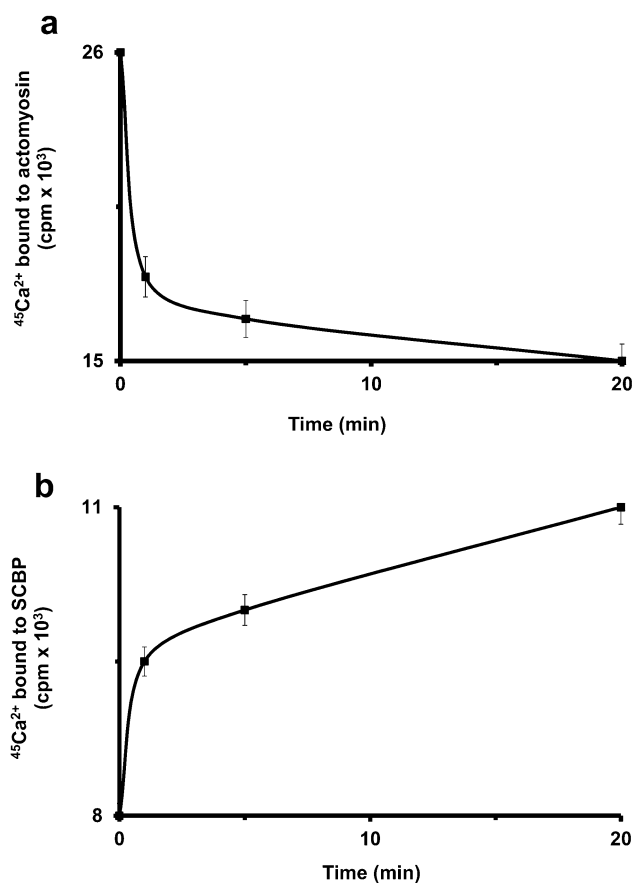 a
26
⁴⁵Ca²⁺ bound to actomyosin
(cpm x 10³)
15
0
10
20
Time (min)
b
11
⁴⁵Ca²⁺ bound to SCBP
(cpm x 10³)
8
0
10
20
Time (min)